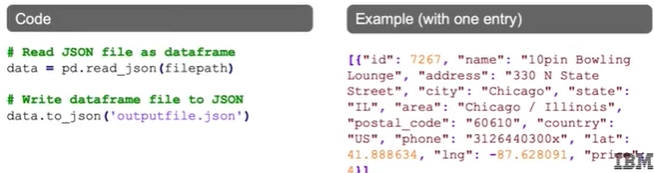 Code
# Read JSON file as dataframe
data = pd.read_json(filepath)
# Write dataframe file to JSON
data.to_json('outputfile.json')
Example (with one entry)
[{"id": 7267, "name": "10pin Bowling
Lounge", "address": "330 N State
Street", "city": "Chicago", "state":
"IL", "area": "Chicago / Illinois",
"postal_code": "60610", "country":
"US", "phone": "3126440300x", "lat":
41.888634, "lng": -87.628091, "price":
4}]
IBM